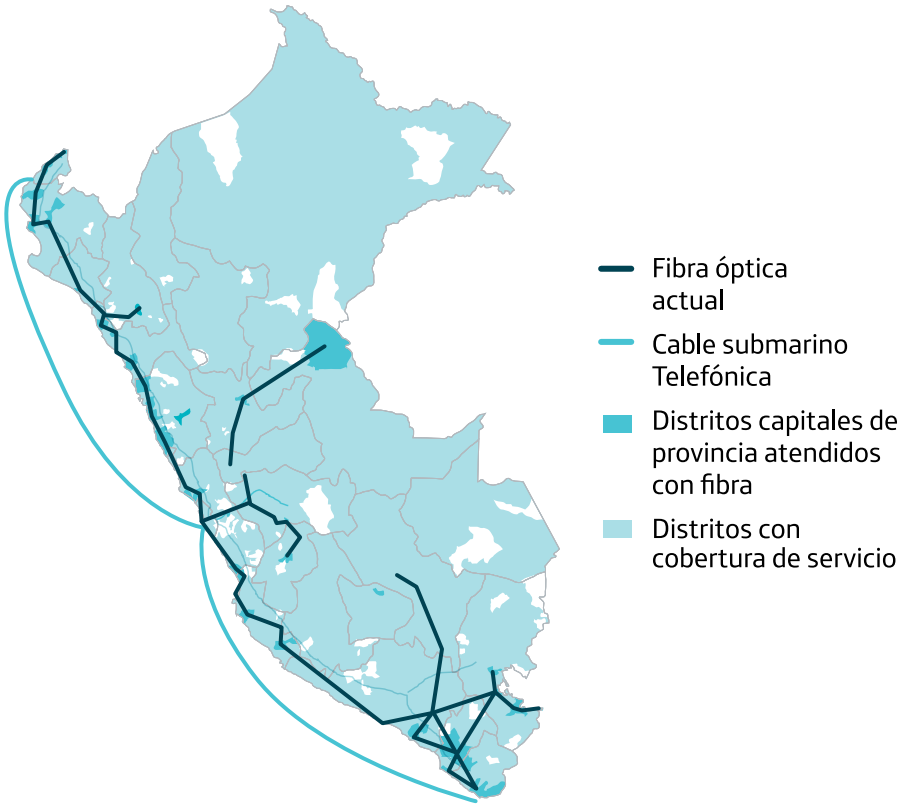 Fibra óptica
actual
Cable submarino
Telefónica
Distritos capitales de
provincia atendidos
con fibra
Distritos con
cobertura de servicio